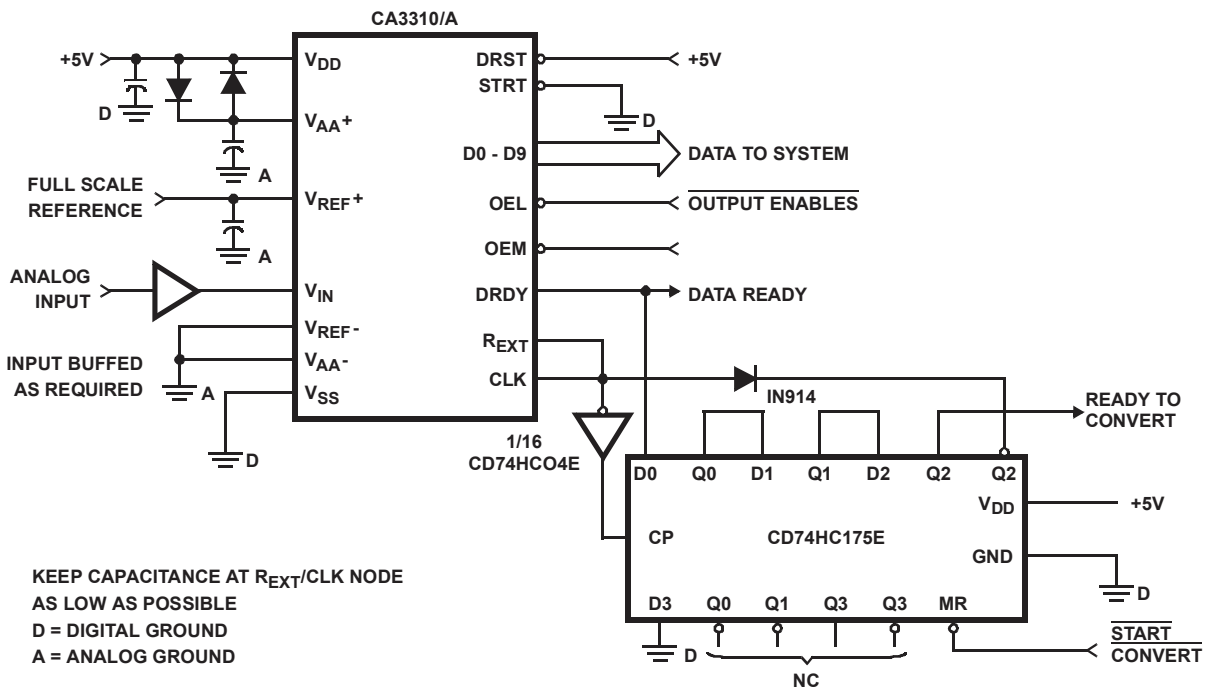 CA3310/A
+5V
D
A
FULL SCALE
REFERENCE
A
ANALOG
INPUT
INPUT BUFFED
AS REQUIRED
A
D
VDD
VAA+
VREF+
VIN
VREF-
VAA-
VSS
DRST
STRT
D0 - D9
OEL
OEM
DRDY
REXT
CLK
+5V
D
DATA TO SYSTEM
OUTPUT ENABLES
DATA READY
IN914
READY TO
CONVERT
1/16
CD74HCO4E
D0 Q0 D1 Q1 D2 Q2 Q2
VDD
+5V
CP
CD74HC175E
GND
D
D3 Q0 Q1 Q3 Q3 MR
D
NC
START
CONVERT
KEEP CAPACITANCE AT REXT/CLK NODE
AS LOW AS POSSIBLE
D = DIGITAL GROUND
A = ANALOG GROUND